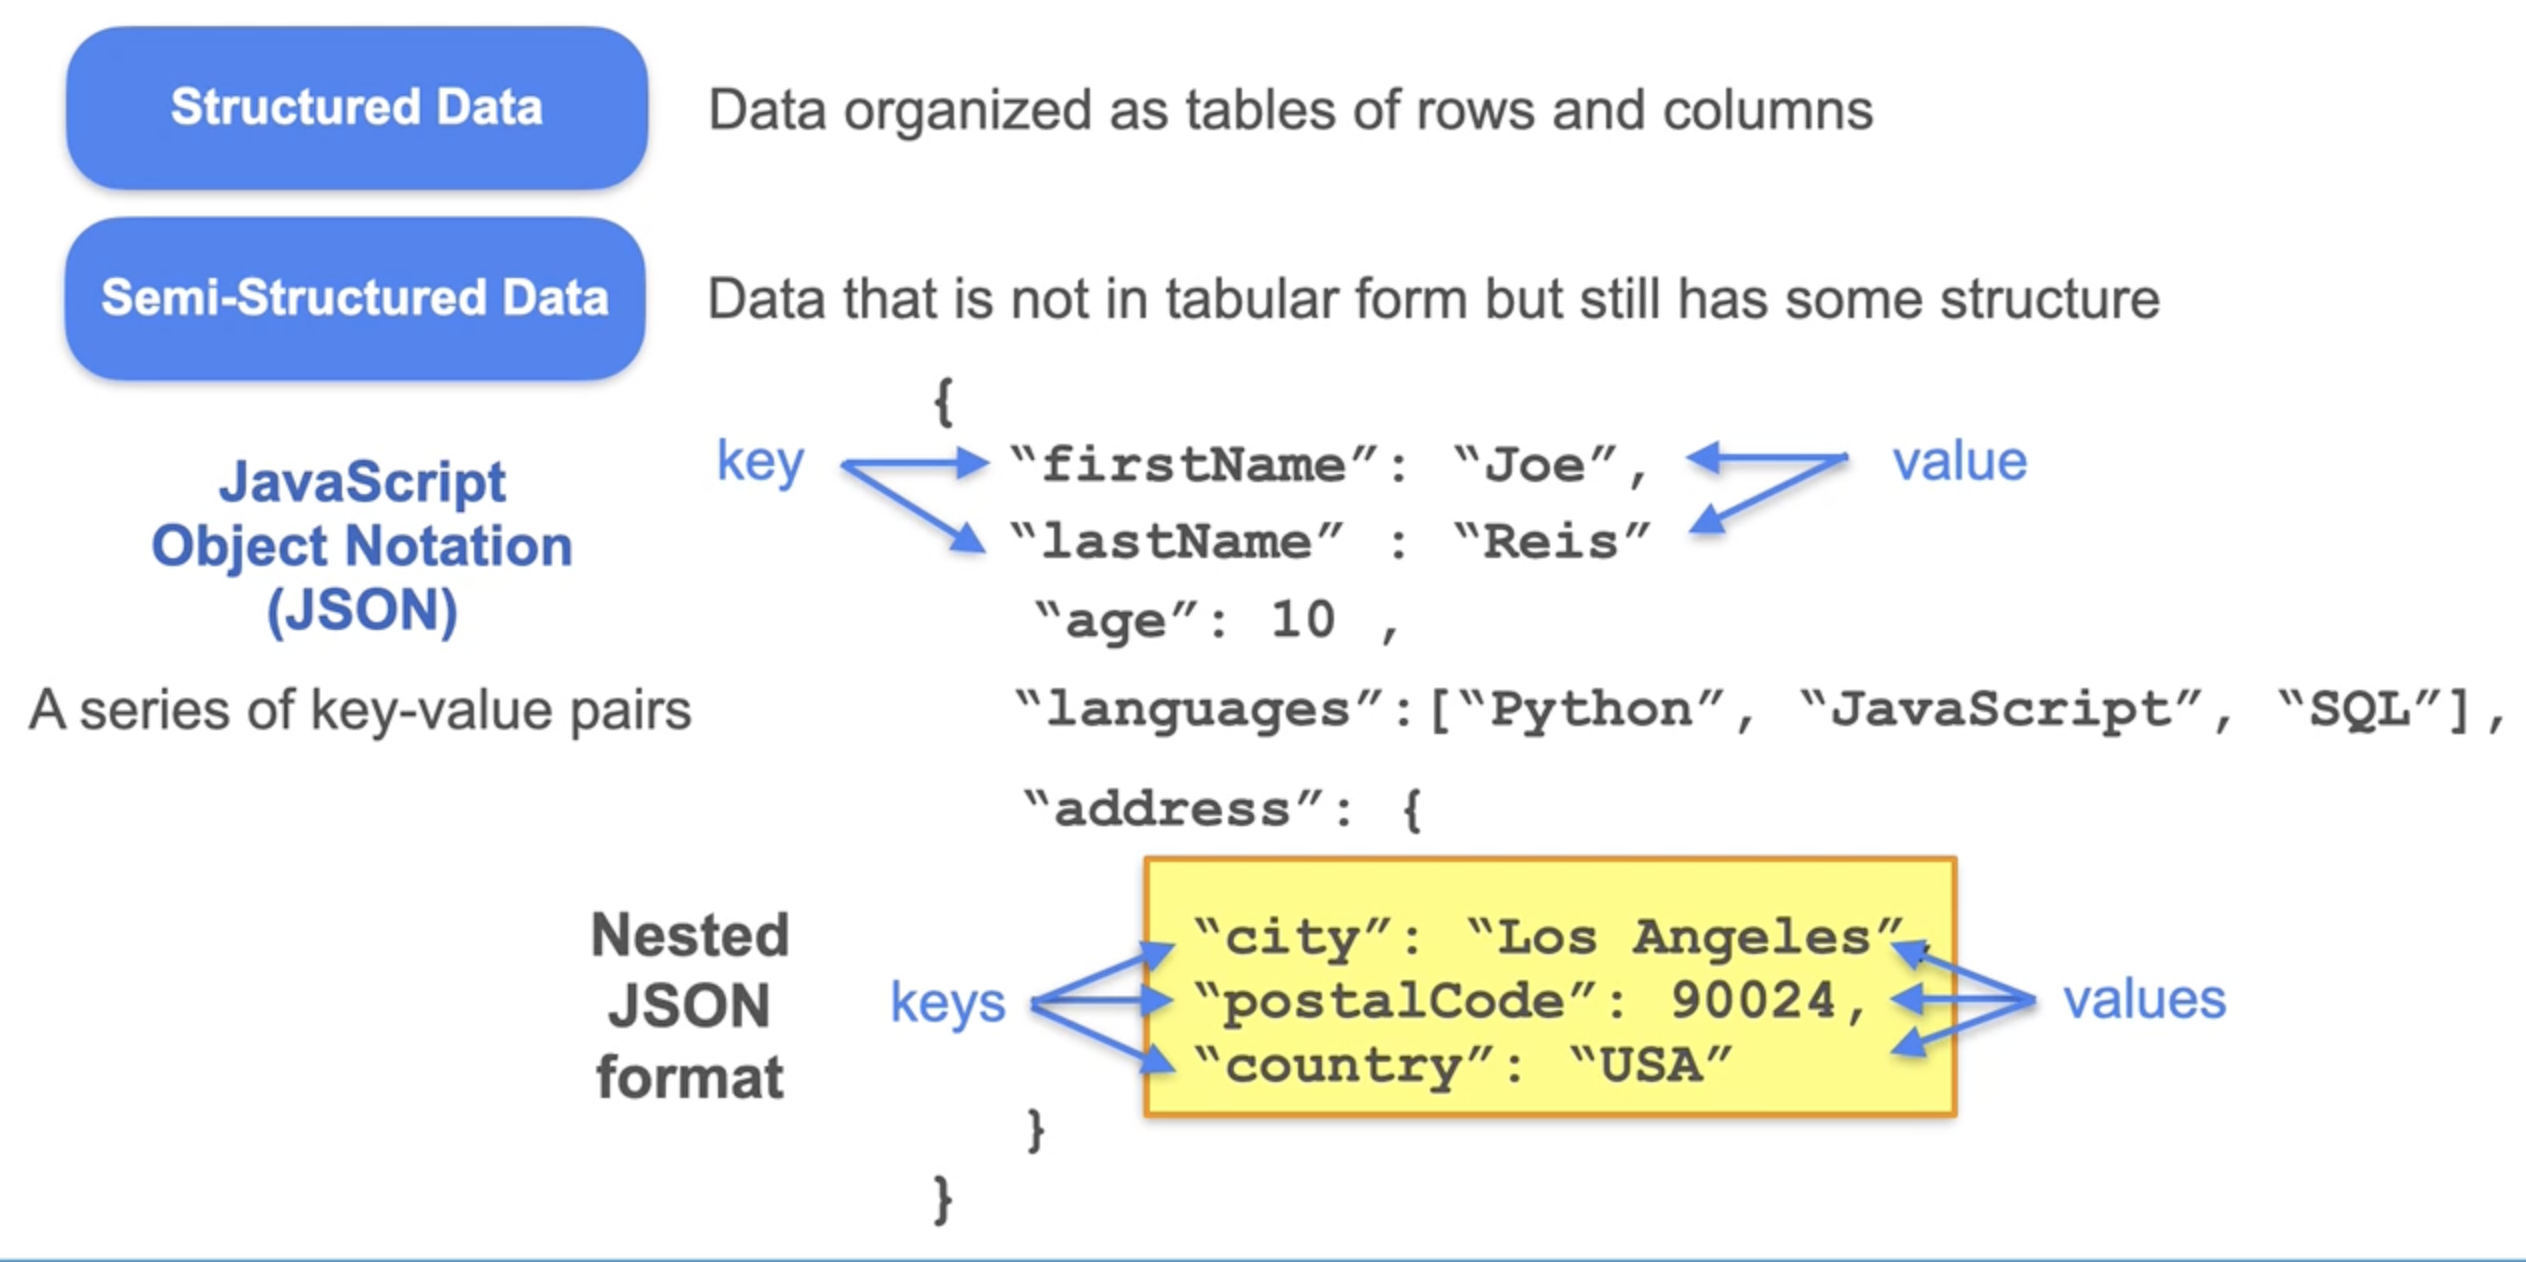 Structured Data
Data organized as tables of rows and columns
Semi-Structured Data
Data that is not in tabular form but still has some structure
JavaScript
Object Notation
(JSON)
A series of key-value pairs
{
key
“firstName”: “Joe”,
value
“lastName” : “Reis”
“age”: 10 ,
“languages”:[“Python”, “JavaScript”, “SQL”],
“address”: {
Nested
JSON
format
keys
“city”: “Los Angeles”,
“postalCode”: 90024,
“country”: “USA”
values
}
}